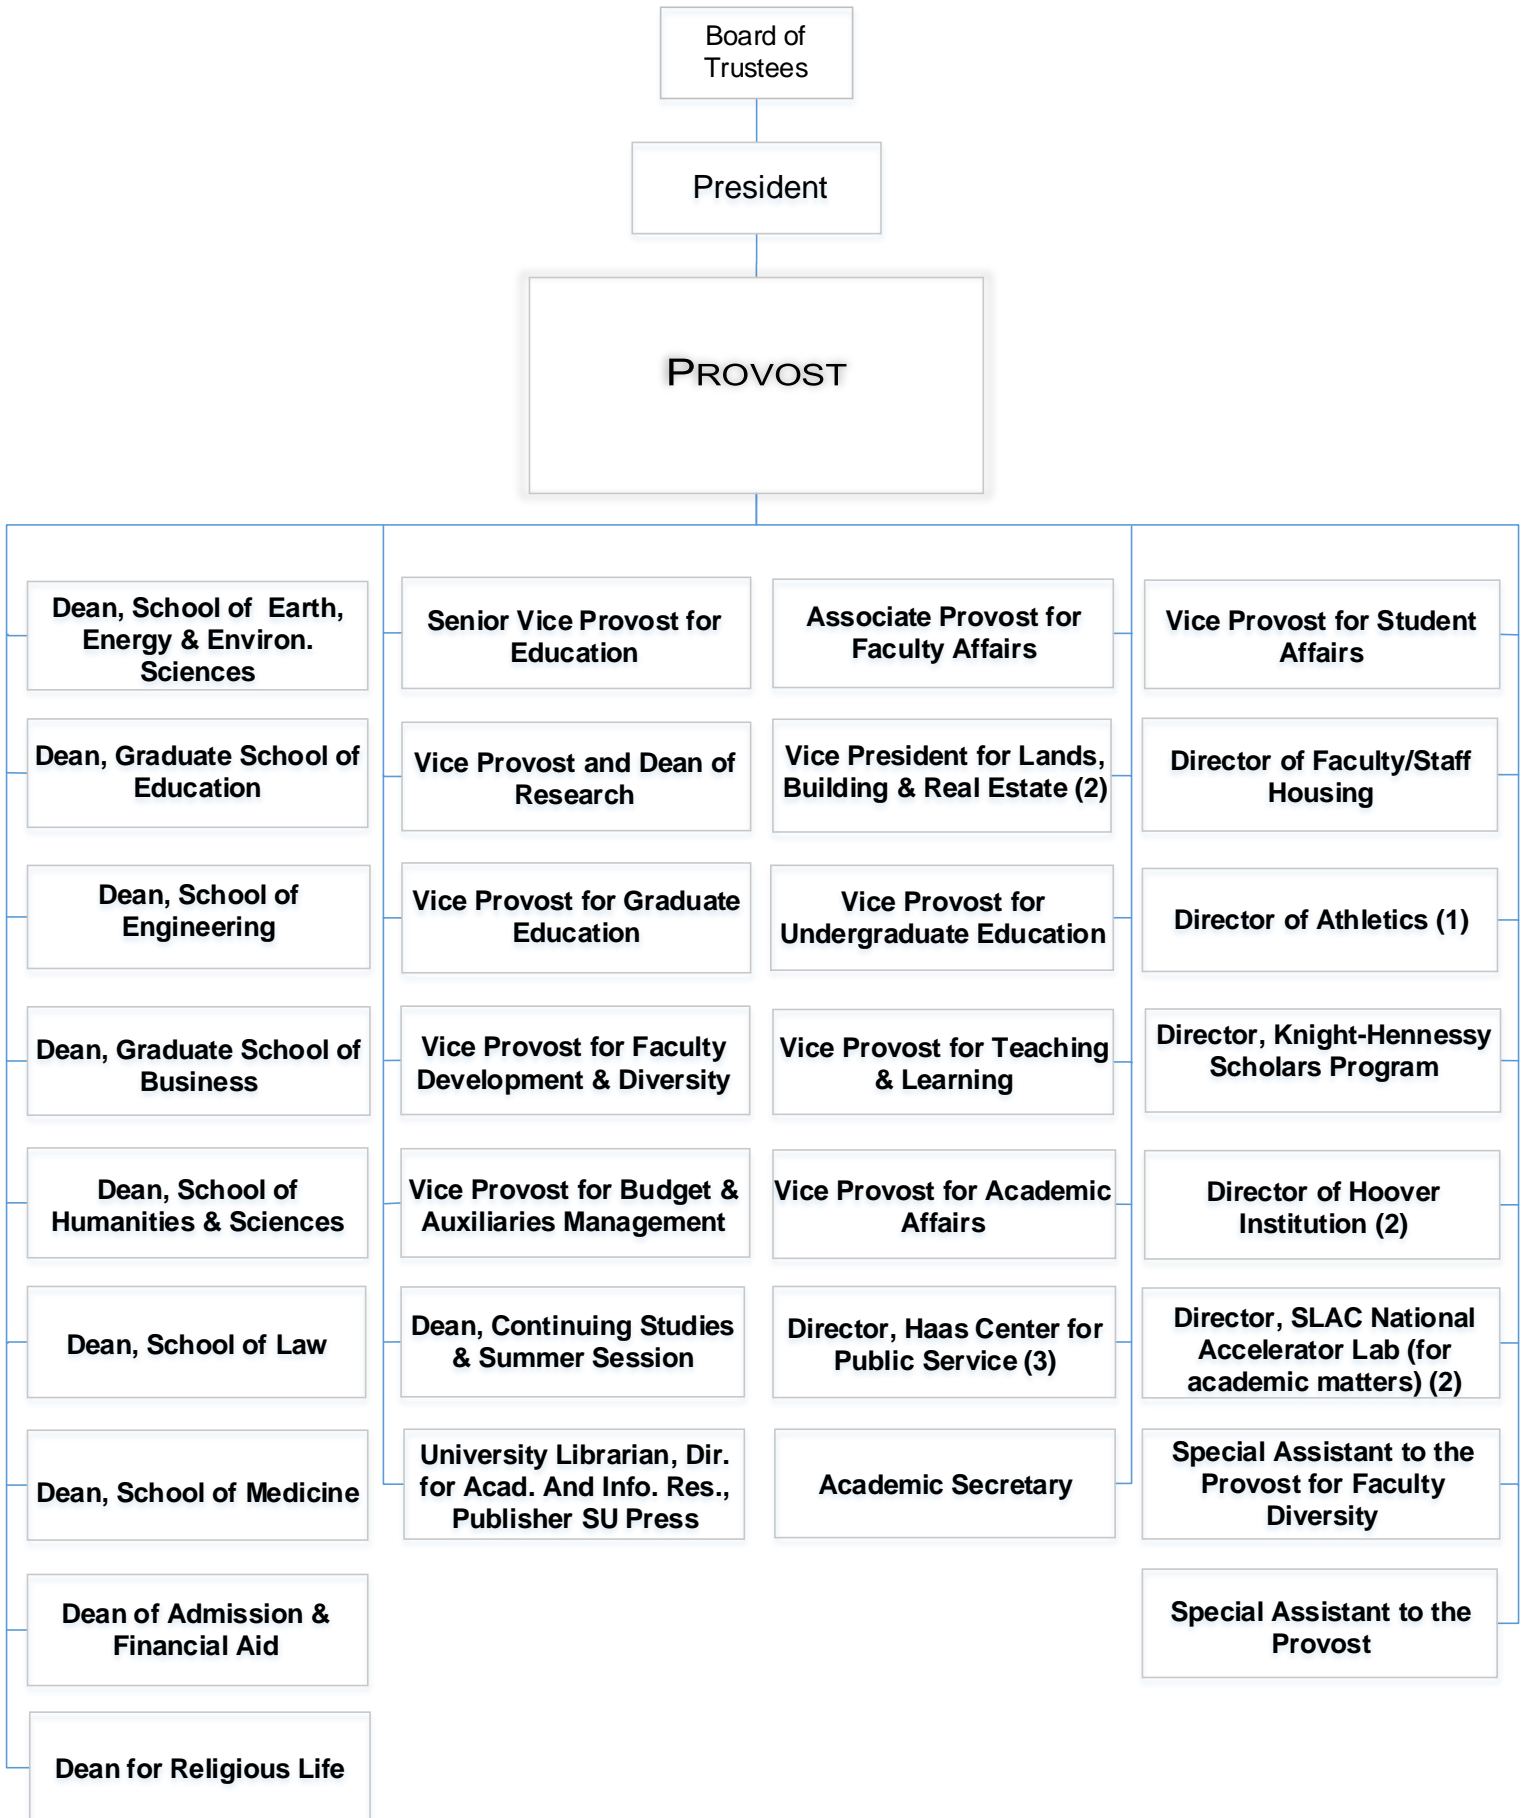 Board of
Trustees
President
PROVOST
Dean, School of Earth,
Energy & Environ.
Sciences
Dean, Graduate School of
Education
Dean, School of
Engineering
Dean, Graduate School of
Business
Dean, School of
Humanities & Sciences
Dean, School of Law
Dean, School of Medicine
Dean of Admission &
Financial Aid
Dean for Religious Life
Senior Vice Provost for
Education
Vice Provost and Dean of
Research
Vice Provost for Graduate
Education
Vice Provost for Faculty
Development & Diversity
Vice Provost for Budget &
Auxiliaries Management
Dean, Continuing Studies
& Summer Session
University Librarian, Dir.
for Acad. And Info. Res.,
Publisher SU Press
Associate Provost for
Faculty Affairs
Vice President for Lands,
Building & Real Estate (2)
Vice Provost for
Undergraduate Education
Vice Provost for Teaching
& Learning
Vice Provost for Academic
Affairs
Director, Haas Center for
Public Service (3)
Academic Secretary
Vice Provost for Student
Affairs
Director of Faculty/Staff
Housing
Director of Athletics (1)
Director, Knight-Hennessy
Scholars Program
Director of Hoover
Institution (2)
Director, SLAC National
Accelerator Lab (for
academic matters) (2)
Special Assistant to the
Provost for Faculty
Diversity
Special Assistant to the
Provost